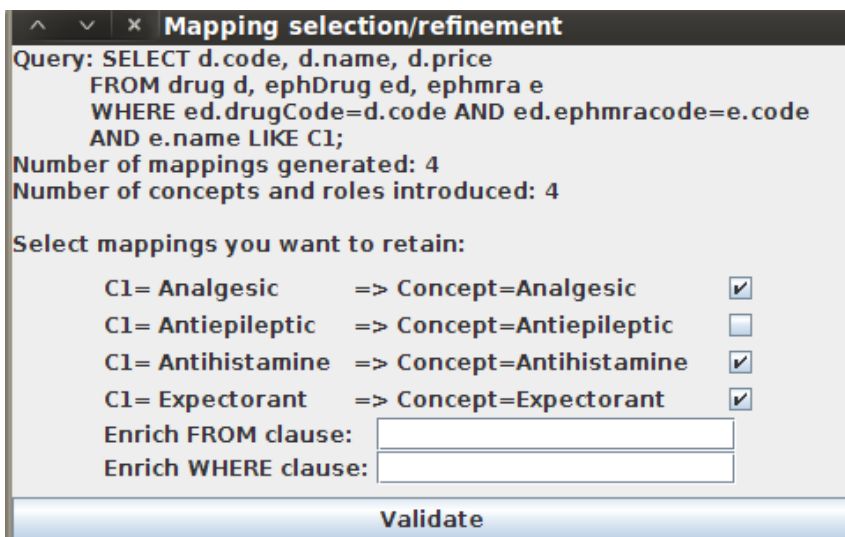 Mapping selection/refinement
Query: SELECT d.code, d.name, d.price
FROM drug d, ephDrug ed, ephmra e
WHERE ed.drugCode=d.code AND ed.ephmracode=e.code
AND e.name LIKE C1;
Number of mappings generated: 4
Number of concepts and roles introduced: 4
Select mappings you want to retain:
C1= Analgesic => Concept=Analgesic
C1= Antiepileptic => Concept=Antiepileptic
C1= Antihistamine => Concept=Antihistamine
C1= Expectorant => Concept=Expectorant
Enrich FROM clause:
Enrich WHERE clause:
Validate